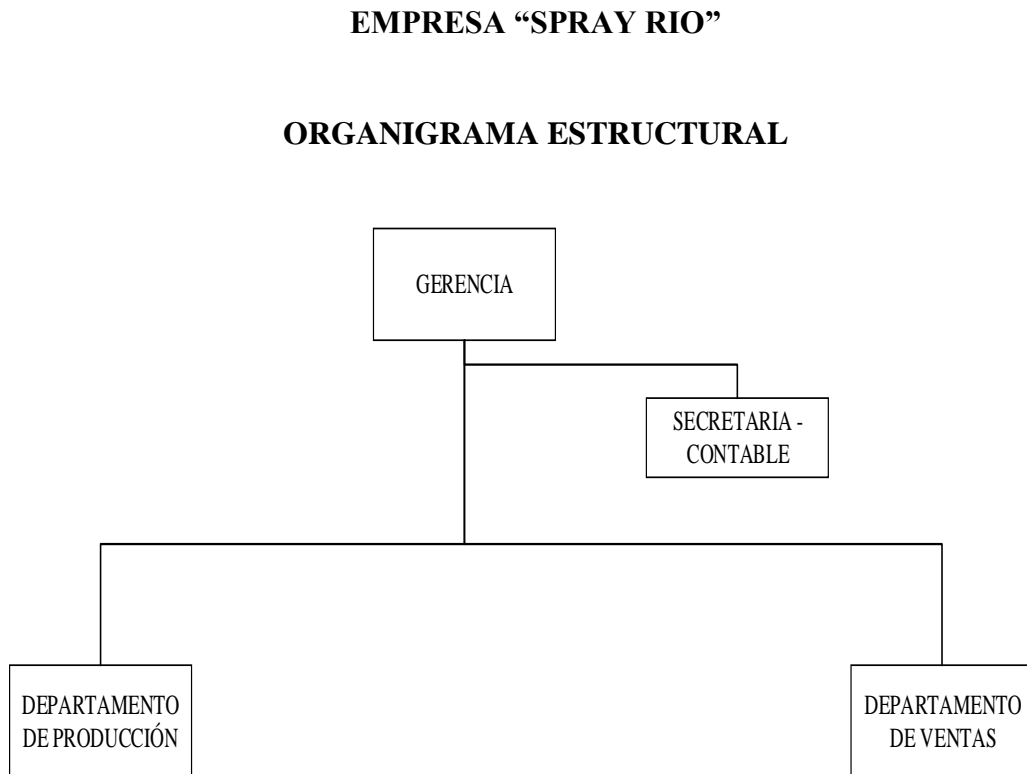 EMPRESA “SPRAY RIO”
ORGANIGRAMA ESTRUCTURAL
GERENCIA
SECRETARIA -
CONTABLE
DEPARTAMENTO
DE PRODUCCIÓN
DEPARTAMENTO
DE VENTAS